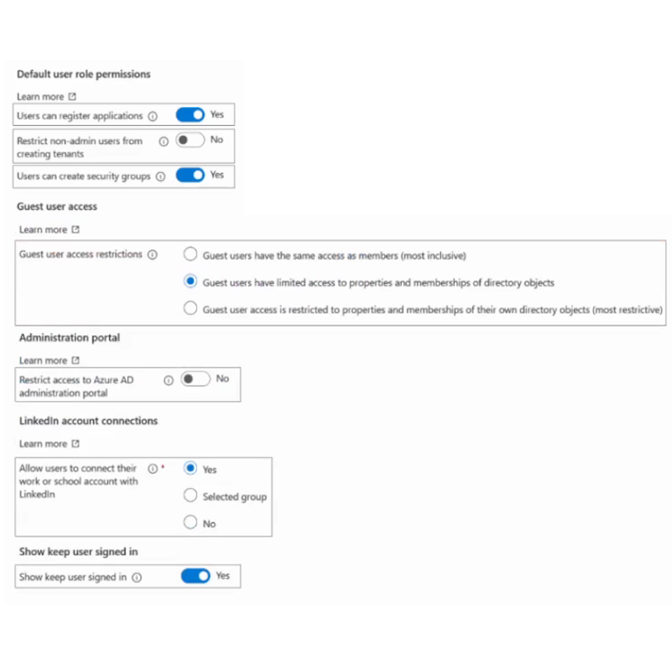 Default user role permissions
Learn more
Users can register applications Yes
Restrict non-admin users from No
creating tenants
Users can create security groups Yes
Guest user access
Learn more
Guest user access restrictions Guest users have the same access as members (most inclusive)
Guest users have limited access to properties and memberships of directory objects
Guest user access is restricted to properties and memberships of their own directory objects (most restrictive)
Administration portal
Learn more
Restrict access to Azure AD No
administration portal
LinkedIn account connections
Learn more
Allow users to connect their * Yes
work or school account with
LinkedIn
Selected group
No
Show keep user signed in
Show keep user signed in Yes